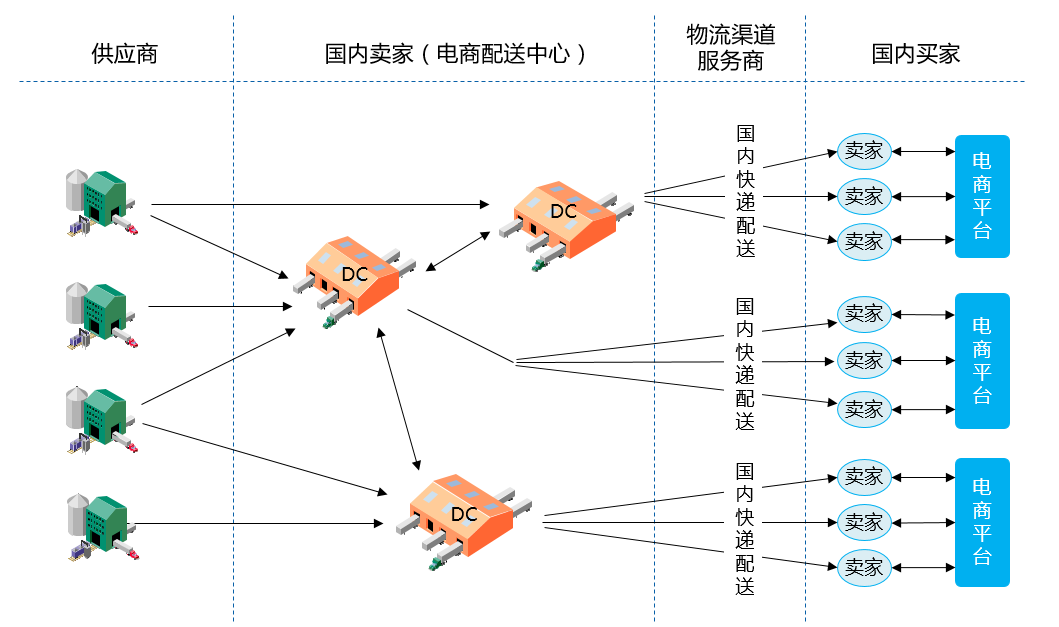 供应商
国内卖家（电商配送中心）
物流渠道
服务商
国内买家
DC
DC
DC
国内快递配送
卖家
卖家
卖家
电商平台
国内快递配送
卖家
卖家
卖家
电商平台
国内快递配送
卖家
卖家
卖家
电商平台